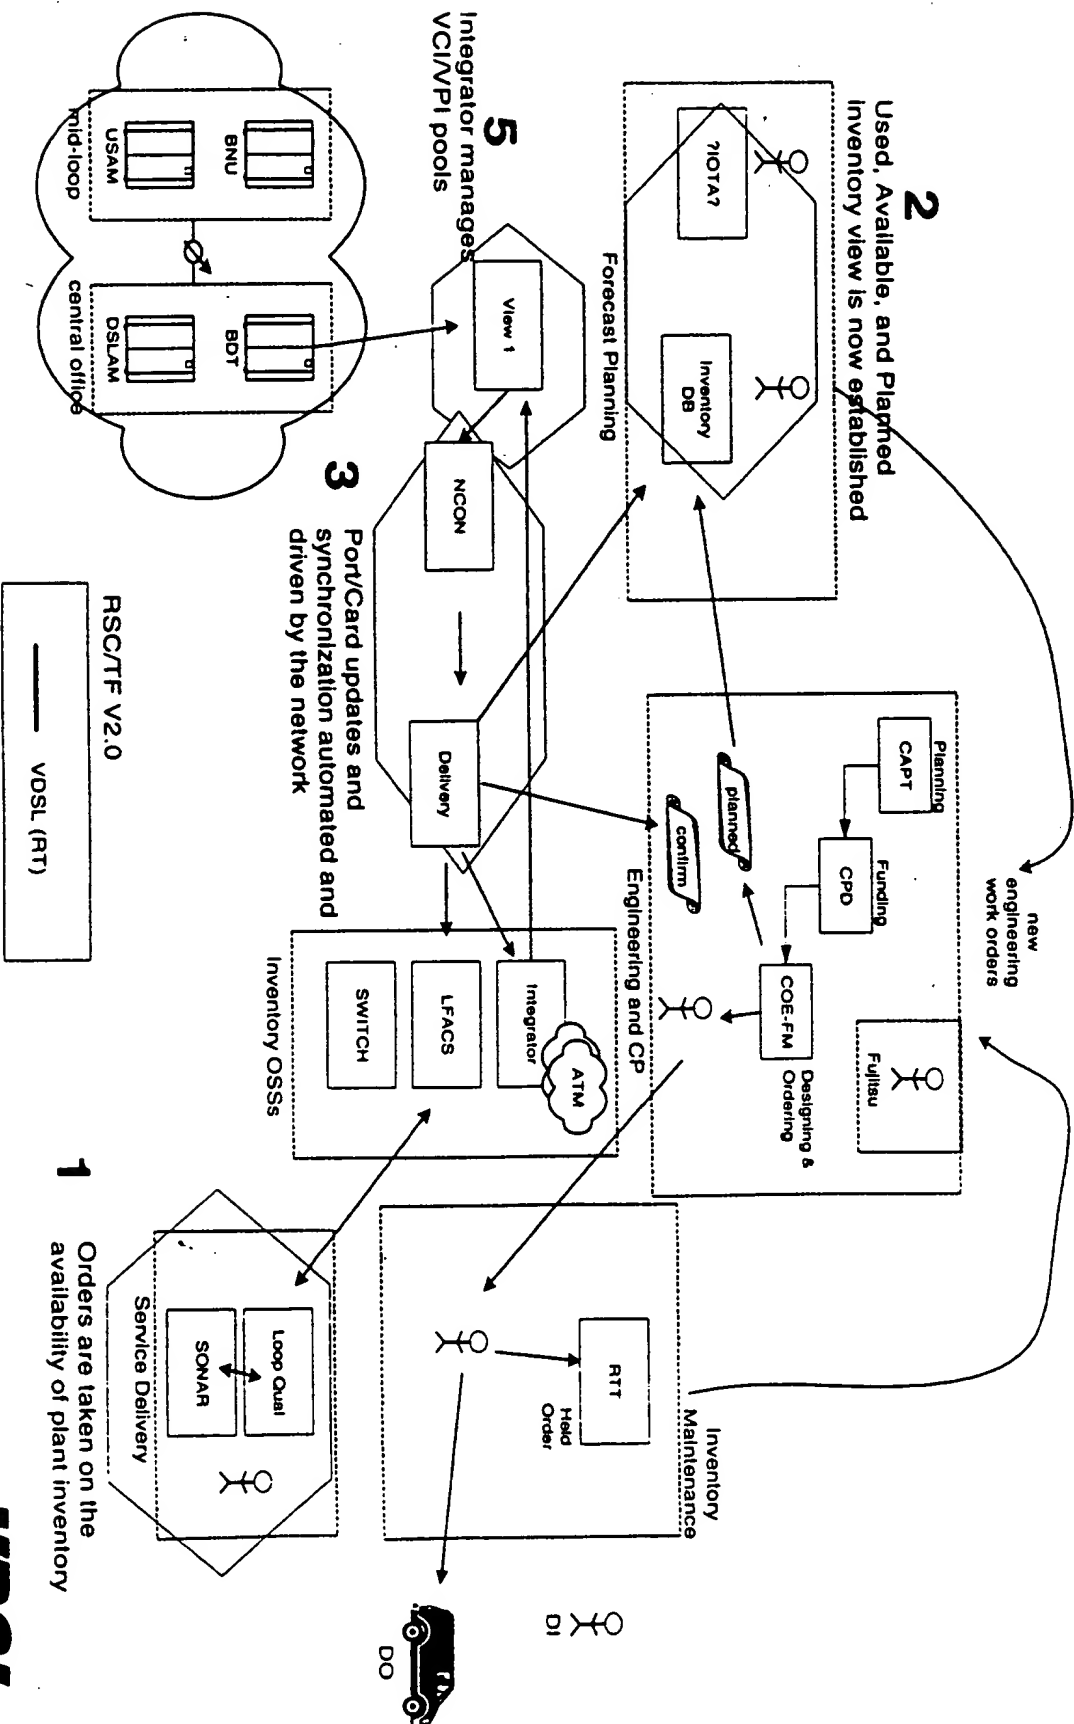 2
Used, Available, and Planned
inventory view is now established
?IOTA?
Inventory
DB
Forecast Planning
new
engineering
work orders
Planning
CAPT
Funding
CPD
COE-FM
Designing &
Ordering
Fujitsu
planned
confirm
Engineering and CP
Inventory
Maintenance
RTT
Held
Order
DI
DO
5
Integrator manages
VCI/VPI pools
View 1
NCON
Delivery
3
Port/Card updates and
synchronization automated and
driven by the network
Integrator
ATM
LFACS
SWITCH
Inventory OSSs
Loop Qual
SONAR
Service Delivery
1
Orders are taken on the
availability of plant inventory
BNU
USAM
mid-loop
BDT
DSLAM
central office
RSC/TF V2.0
VDSL (RT)